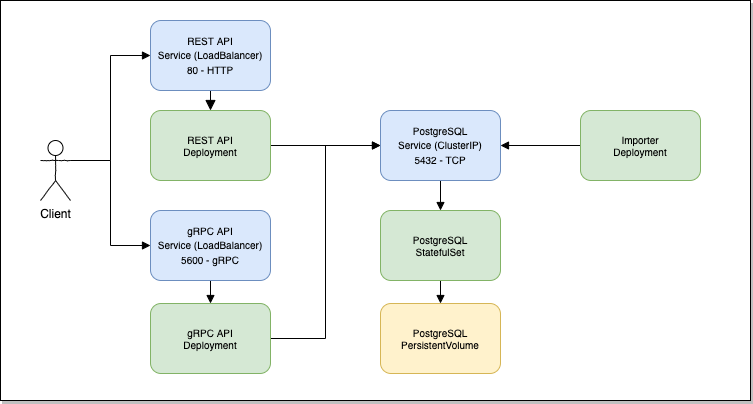 REST API
Service (LoadBalancer)
80 - HTTP
REST API
Deployment
PostgreSQL
Service (ClusterIP)
5432 - TCP
Importer
Deployment
Client
gRPC API
Service (LoadBalancer)
5600 - gRPC
PostgreSQL
StatefulSet
gRPC API
Deployment
PostgreSQL
PersistentVolume